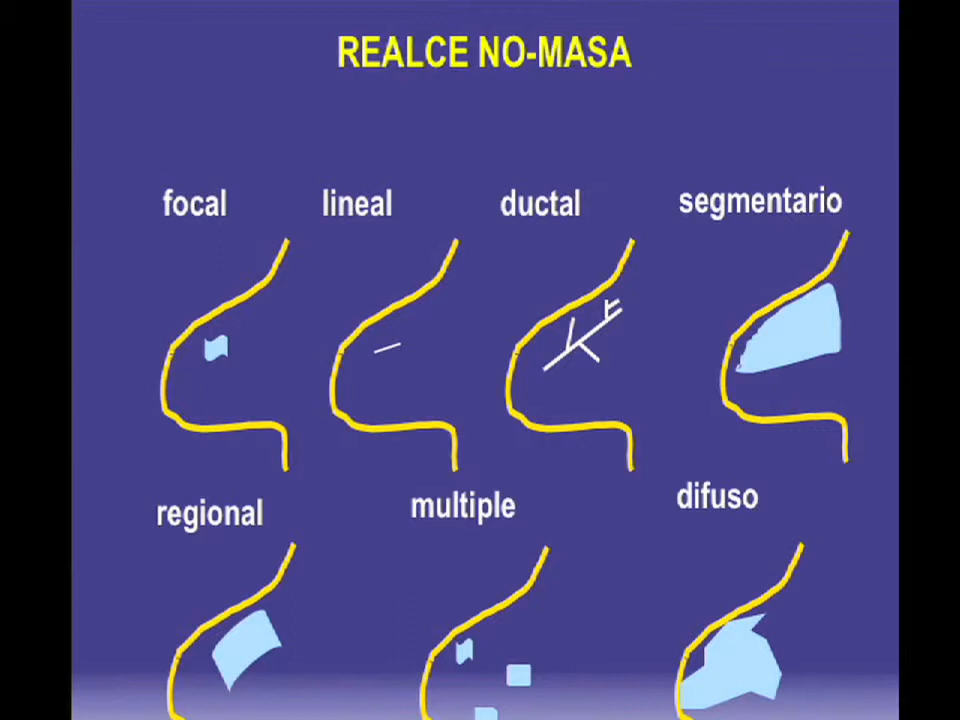 REALCE NO-MASA
focal lineal ductal segmentario
regional multiple difuso